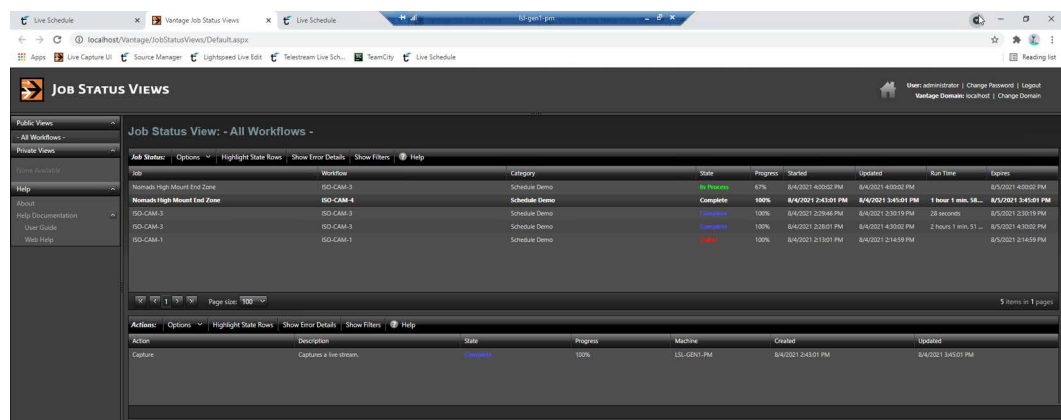 Live Schedule
Vantage Job Status Views
Live Schedule
lsl-gen1-pm
localhost/Vantage/JobStatusViews/Default.aspx
Apps Live Capture UI Source Manager Lightspeed Live Edit Telestream Live Sch... TeamCity Live Schedule Reading list
JOB STATUS VIEWS
User: administrator | Change Password | Logout
Vantage Domain: localhost | Change Domain
Public Views
- All Workflows -
Private Views
None Available
Help
About
Help Documentation
User Guide
Web Help
Job Status View: - All Workflows -
Job Status: Options Highlight State Rows Show Error Details Show Filters Help
Job Workflow Category State Progress Started Updated Run Time Expires
Nomads High Mount End Zone ISO-CAM-3 Schedule Demo In Process 67% 8/4/2021 4:00:02 PM 8/4/2021 4:00:02 PM 8/5/2021 4:00:02 PM
Nomads High Mount End Zone ISO-CAM-4 Schedule Demo Complete 100% 8/4/2021 2:43:01 PM 8/4/2021 3:45:01 PM 1 hour 1 min. 58... 8/5/2021 3:45:01 PM
ISO-CAM-3 ISO-CAM-3 Schedule Demo Complete 100% 8/4/2021 2:29:46 PM 8/4/2021 2:30:19 PM 28 seconds 8/5/2021 2:30:19 PM
ISO-CAM-3 ISO-CAM-3 Schedule Demo Complete 100% 8/4/2021 2:28:01 PM 8/4/2021 4:30:02 PM 2 hours 1 min. 51 ... 8/5/2021 4:30:02 PM
ISO-CAM-1 ISO-CAM-1 Schedule Demo Failed 100% 8/4/2021 2:13:01 PM 8/4/2021 2:14:59 PM 8/5/2021 2:14:59 PM
1 Page size: 100 5 items in 1 pages
Actions: Options Highlight State Rows Show Error Details Show Filters Help
Action Description State Progress Machine Created Updated
Capture Captures a live stream. Complete 100% LSL-GEN1-PM 8/4/2021 2:43:01 PM 8/4/2021 3:45:01 PM